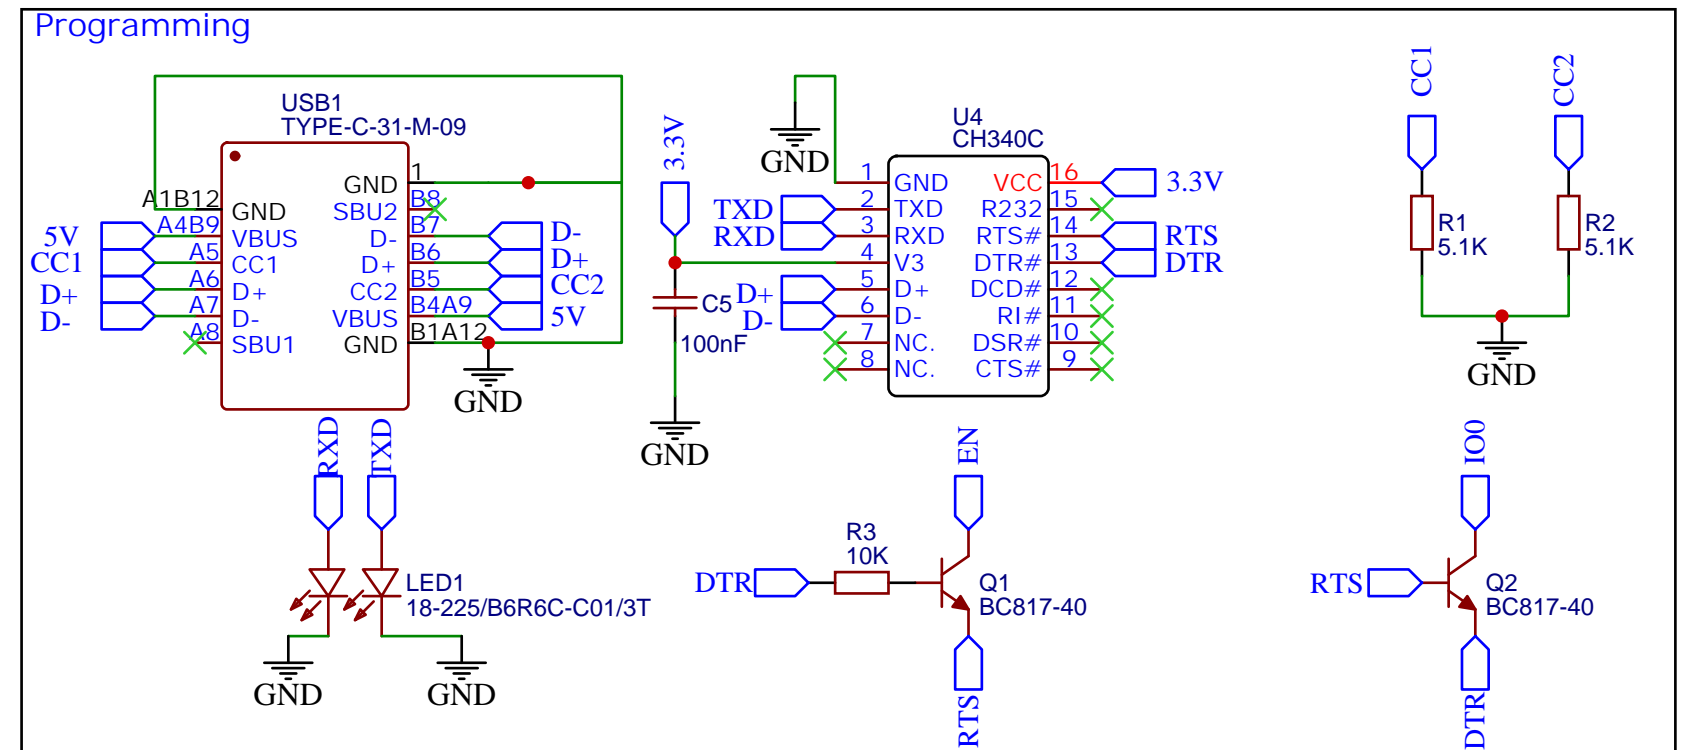 Programming
USB1
TYPE-C-31-M-09
A1B12
GND
A4B9
VBUS
A5
CC1
A6
D+
A7
D-
A8
SBU1
5V
CC1
D+
D-
1
GND
B8
SBU2
B7
D-
B6
D+
B5
CC2
B4A9
VBUS
B1A12
GND
D-
D+
CC2
5V
GND
3.3V
C5
100nF
GND
GND
U4
CH340C
1
GND
2
TXD
3
RXD
4
V3
5
D+
6
D-
7
NC.
8
NC.
TXD
RXD
D+
D-
VCC
16
R232
15
RTS#
14
DTR#
13
DCD#
12
RI#
11
DSR#
10
CTS#
9
3.3V
RTS
DTR
CC1
R1
5.1K
CC2
R2
5.1K
GND
RXD
TXD
LED1
18-225/B6R6C-C01/3T
GND
GND
EN
R3
10K
DTR
Q1
BC817-40
RTS
IO0
RTS
Q2
BC817-40
DTR